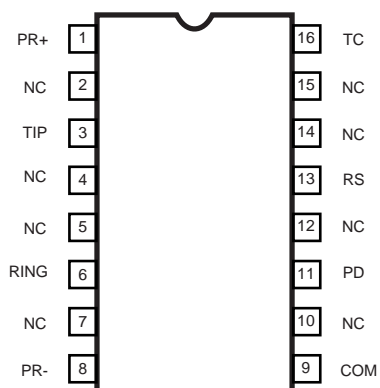 PR+ 1 16 TC
NC 2 15 NC
TIP 3 14 NC
NC 4 13 RS
NC 5 12 NC
RING 6 11 PD
NC 7 10 NC
PR- 8 9 COM